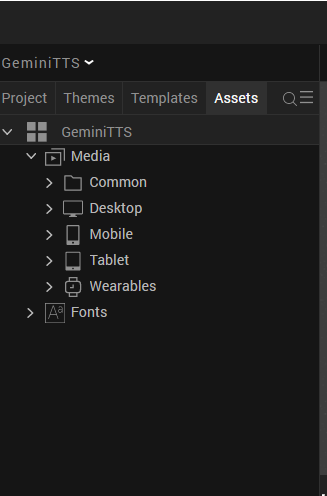 GeminiTTS
Project Themes Templates Assets
GeminiTTS
Media
Common
Desktop
Mobile
Tablet
Wearables
Fonts